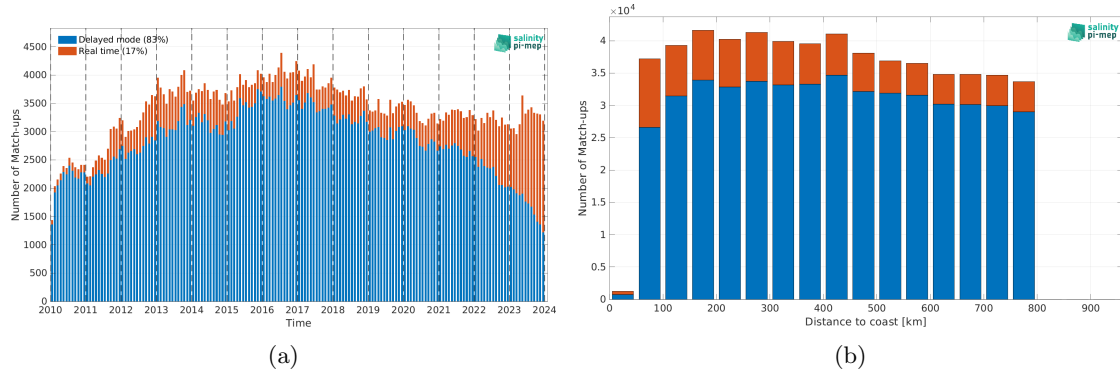 Delayed mode (83%)
Real time (17%)
salinity
pi-mep
Number of Match-ups
4500
4000
3500
3000
2500
2000
1500
1000
500
0
2010 2011 2012 2013 2014 2015 2016 2017 2018 2019 2020 2021 2022 2023 2024
Time
(a)
×10⁴
salinity
pi-mep
Number of Match-ups
4
3.5
3
2.5
2
1.5
1
0.5
0
0 100 200 300 400 500 600 700 800 900
Distance to coast [km]
(b)